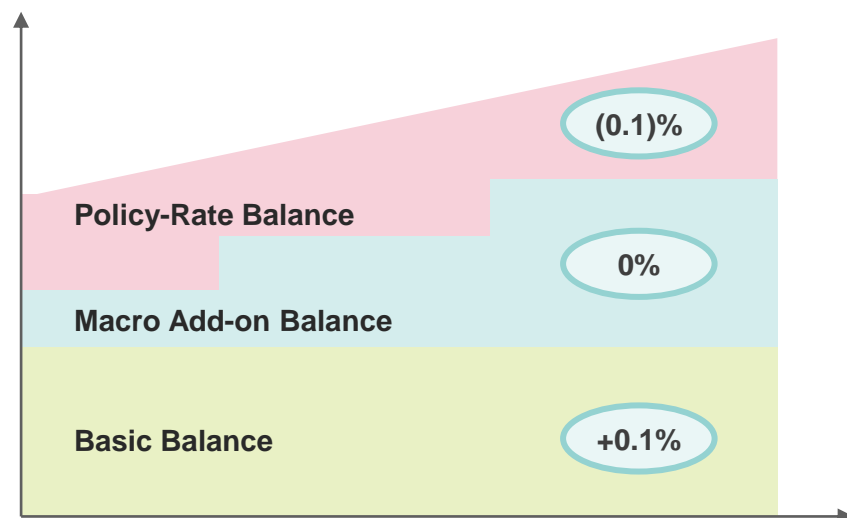 (0.1)%
Policy-Rate Balance
0%
Macro Add-on Balance
Basic Balance
+0.1%